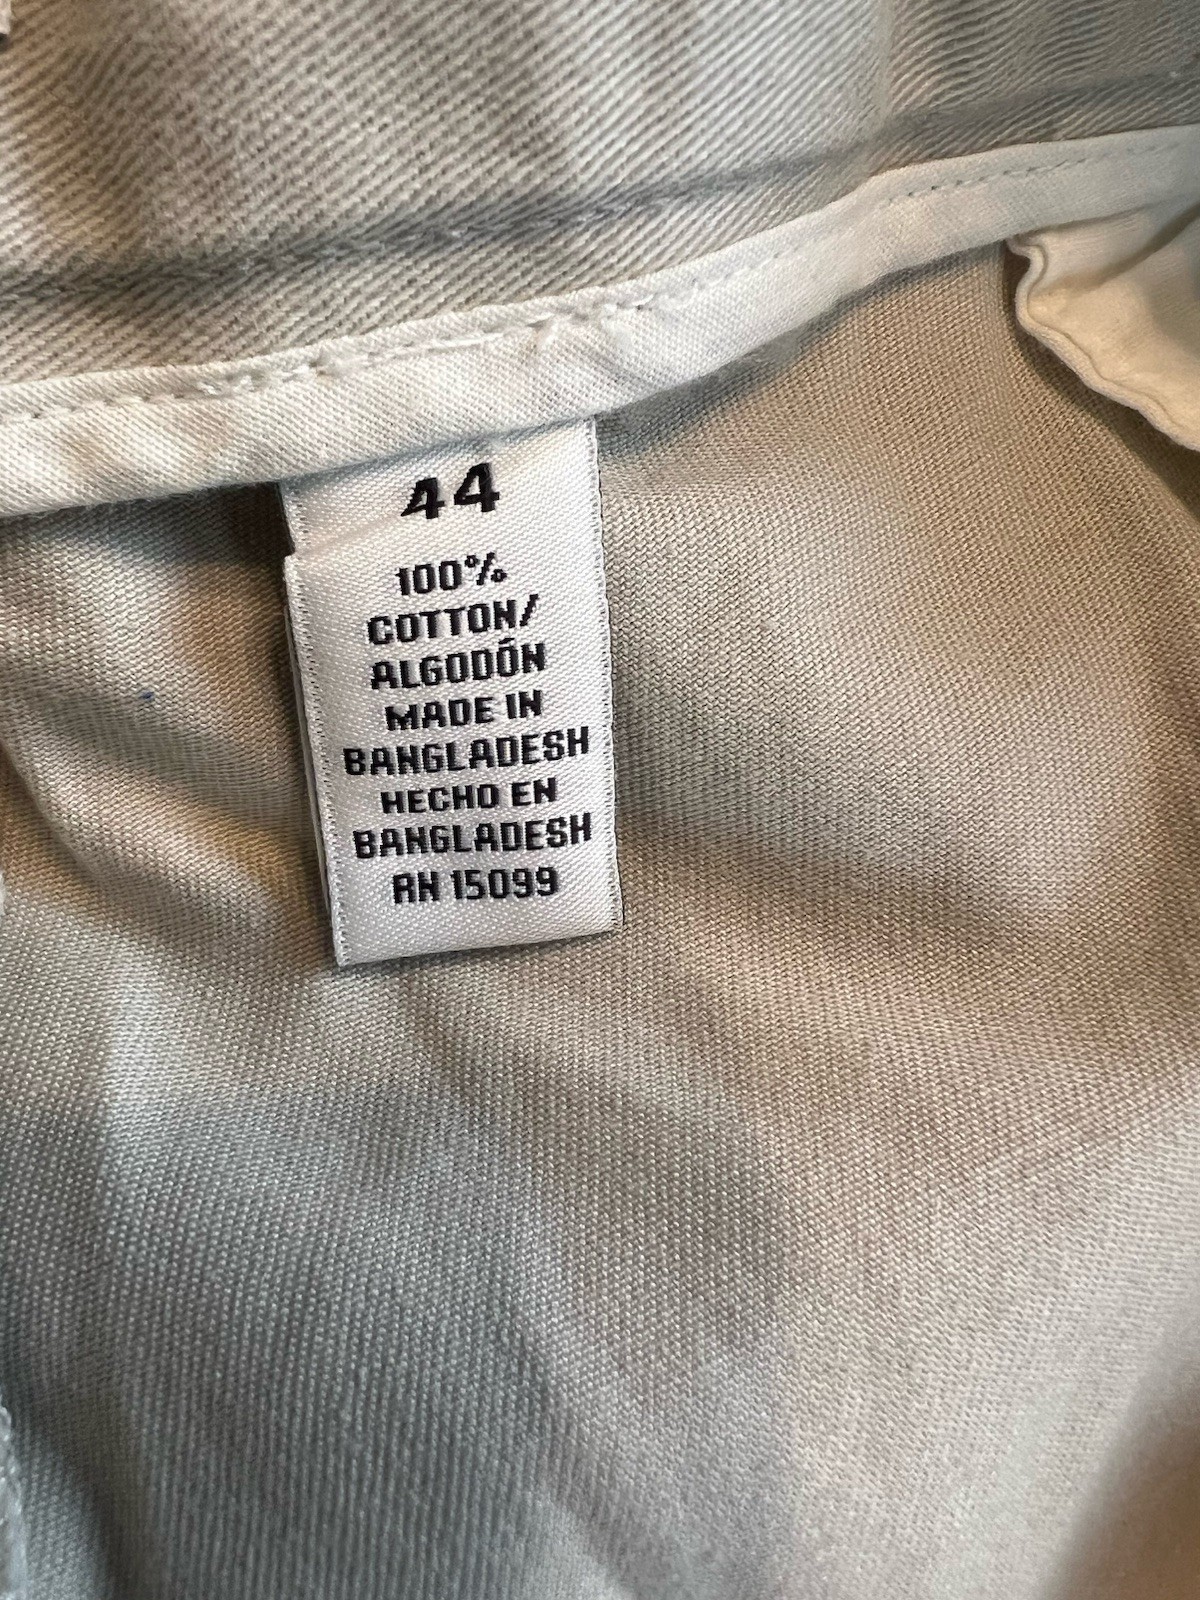 44
100%
COTTON/
ALGODÓN
MADE IN
BANGLADESH
HECHO EN
BANGLADESH
RN 15099